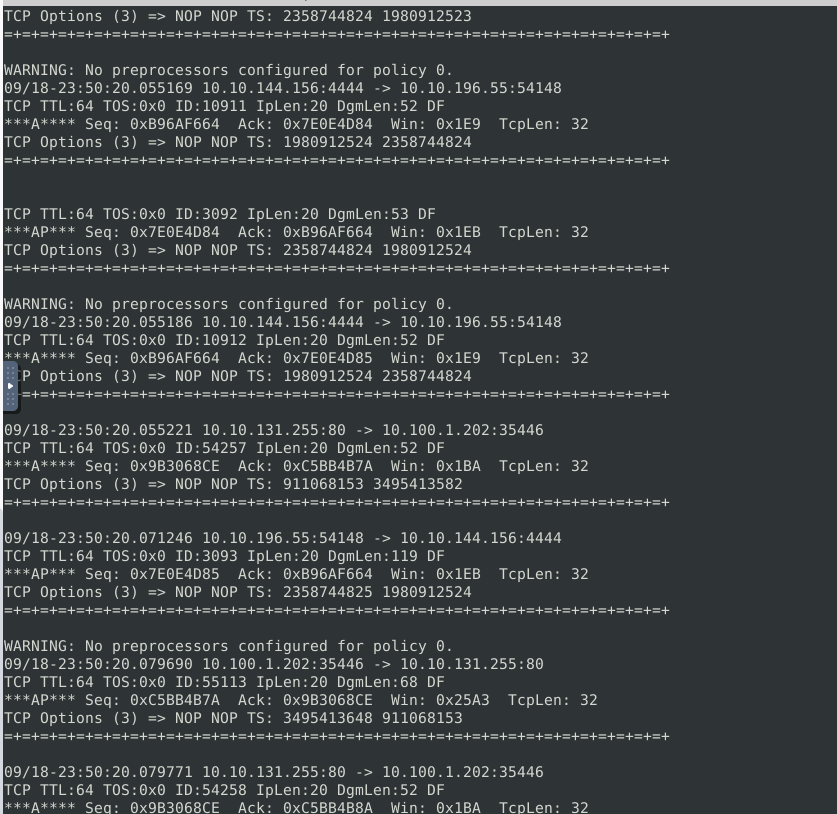 TCP Options (3) => NOP NOP TS: 2358744824 1980912523
=+=+=+=+=+=+=+=+=+=+=+=+=+=+=+=+=+=+=+=+=+=+=+=+=+=+=+=+=+=+=+=+=+=+=+=+=+
WARNING: No preprocessors configured for policy 0.
09/18-23:50:20.055169 10.10.144.156:4444 -> 10.10.196.55:54148
TCP TTL:64 TOS:0x0 ID:10911 IpLen:20 DgmLen:52 DF
***A**** Seq: 0xB96AF664  Ack: 0x7E0E4D84  Win: 0x1E9  TcpLen: 32
TCP Options (3) => NOP NOP TS: 1980912524 2358744824
=+=+=+=+=+=+=+=+=+=+=+=+=+=+=+=+=+=+=+=+=+=+=+=+=+=+=+=+=+=+=+=+=+=+=+=+=+
TCP TTL:64 TOS:0x0 ID:3092 IpLen:20 DgmLen:53 DF
***AP*** Seq: 0x7E0E4D84  Ack: 0xB96AF664  Win: 0x1EB  TcpLen: 32
TCP Options (3) => NOP NOP TS: 2358744824 1980912524
=+=+=+=+=+=+=+=+=+=+=+=+=+=+=+=+=+=+=+=+=+=+=+=+=+=+=+=+=+=+=+=+=+=+=+=+=+
WARNING: No preprocessors configured for policy 0.
09/18-23:50:20.055186 10.10.144.156:4444 -> 10.10.196.55:54148
TCP TTL:64 TOS:0x0 ID:10912 IpLen:20 DgmLen:52 DF
***A**** Seq: 0xB96AF664  Ack: 0x7E0E4D85  Win: 0x1E9  TcpLen: 32
P Options (3) => NOP NOP TS: 1980912524 2358744824
=+=+=+=+=+=+=+=+=+=+=+=+=+=+=+=+=+=+=+=+=+=+=+=+=+=+=+=+=+=+=+=+=+=+=+=+
09/18-23:50:20.055221 10.10.131.255:80 -> 10.100.1.202:35446
TCP TTL:64 TOS:0x0 ID:54257 IpLen:20 DgmLen:52 DF
***A**** Seq: 0x9B3068CE  Ack: 0xC5BB4B7A  Win: 0x1BA  TcpLen: 32
TCP Options (3) => NOP NOP TS: 911068153 3495413582
=+=+=+=+=+=+=+=+=+=+=+=+=+=+=+=+=+=+=+=+=+=+=+=+=+=+=+=+=+=+=+=+=+=+=+=+=+
09/18-23:50:20.071246 10.10.196.55:54148 -> 10.10.144.156:4444
TCP TTL:64 TOS:0x0 ID:3093 IpLen:20 DgmLen:119 DF
***AP*** Seq: 0x7E0E4D85  Ack: 0xB96AF664  Win: 0x1EB  TcpLen: 32
TCP Options (3) => NOP NOP TS: 2358744825 1980912524
=+=+=+=+=+=+=+=+=+=+=+=+=+=+=+=+=+=+=+=+=+=+=+=+=+=+=+=+=+=+=+=+=+=+=+=+=+
WARNING: No preprocessors configured for policy 0.
09/18-23:50:20.079690 10.100.1.202:35446 -> 10.10.131.255:80
TCP TTL:64 TOS:0x0 ID:55113 IpLen:20 DgmLen:68 DF
***AP*** Seq: 0xC5BB4B7A  Ack: 0x9B3068CE  Win: 0x25A3  TcpLen: 32
TCP Options (3) => NOP NOP TS: 3495413648 911068153
=+=+=+=+=+=+=+=+=+=+=+=+=+=+=+=+=+=+=+=+=+=+=+=+=+=+=+=+=+=+=+=+=+=+=+=+=+
09/18-23:50:20.079771 10.10.131.255:80 -> 10.100.1.202:35446
TCP TTL:64 TOS:0x0 ID:54258 IpLen:20 DgmLen:52 DF
***A**** Seq: 0x9B3068CE  Ack: 0xC5BB4B8A  Win: 0x1BA  TcpLen: 32